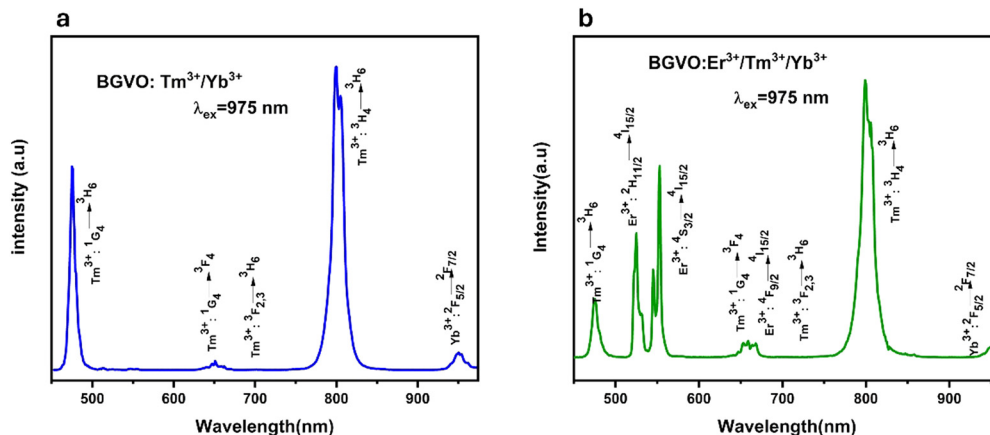 a
BGVO: Tm³⁺/Yb³⁺
λex=975 nm
intensity (a.u)
Tm³⁺: ¹G₄ → ³H₆
Tm³⁺: ¹G₄ → ³F₄
Tm³⁺: ³F₂,₃ → ³H₆
Tm³⁺: ³H₄ → ³H₆
Yb³⁺: ²F₅/₂ → ²F₇/₂
500 600 700 800 900
Wavelength(nm)
b
BGVO:Er³⁺/Tm³⁺/Yb³⁺
λex=975 nm
Intensity(a.u)
Tm³⁺: ¹G₄ → ³H₆
Er³⁺: ²H₁₁/₂ → ⁴I₁₅/₂
Er³⁺: ⁴S₃/₂ → ⁴I₁₅/₂
Tm³⁺: ¹G₄ → ³F₄
Er³⁺: ⁴F₉/₂ → ⁴I₁₅/₂
Tm³⁺: ³F₂,₃ → ³H₆
Tm³⁺: ³H₄ → ³H₆
Yb³⁺: ²F₅/₂ → ²F₇/₂
500 600 700 800 900
Wavelength(nm)